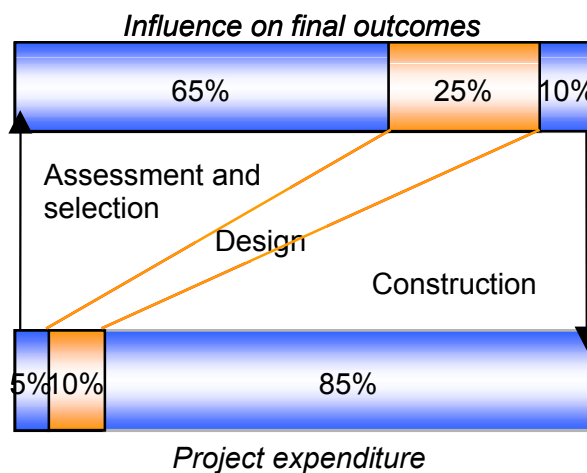 Influence on final outcomes
65% 25% 10%
Assessment and
selection
Design
Construction
5% 10% 85%
Project expenditure